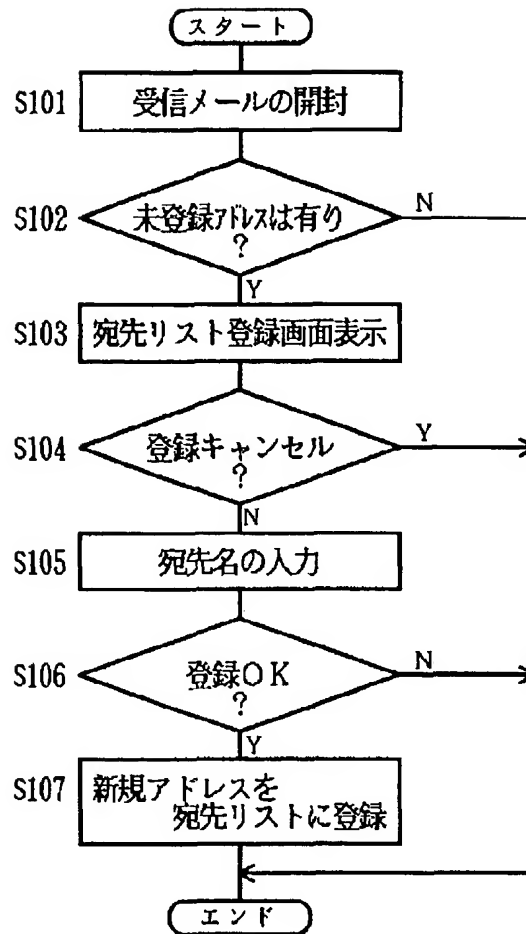 スタート
S101 受信メールの開封
S102 未登録アドレスは有り N
?
Y
S103 宛先リスト登録画面表示
S104 登録キャンセル Y
?
N
S105 宛先名の入力
S106 登録OK N
?
Y
S107 新規アドレスを
宛先リストに登録
エンド